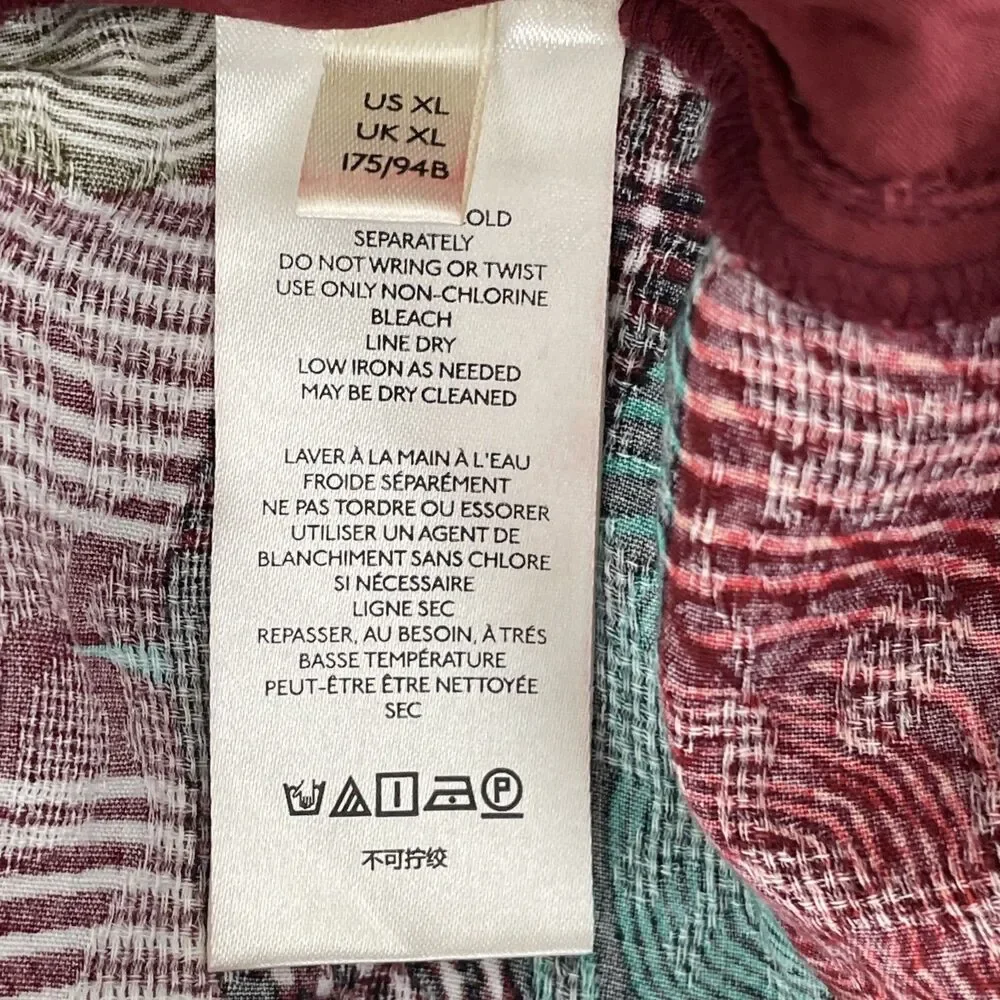 US XL
UK XL
175/94B
OLD
SEPARATELY
DO NOT WRING OR TWIST
USE ONLY NON-CHLORINE
BLEACH
LINE DRY
LOW IRON AS NEEDED
MAY BE DRY CLEANED
LAVER À LA MAIN À L'EAU
FROIDE SÉPARÉMENT
NE PAS TORDRE OU ESSORER
UTILISER UN AGENT DE
BLANCHIMENT SANS CHLORE
SI NÉCESSAIRE
LIGNE SEC
REPASSER, AU BESOIN, À TRÉS
BASSE TEMPÉRATURE
PEUT-ÊTRE ÊTRE NETTOYÉE
SEC
P
不可拧绞